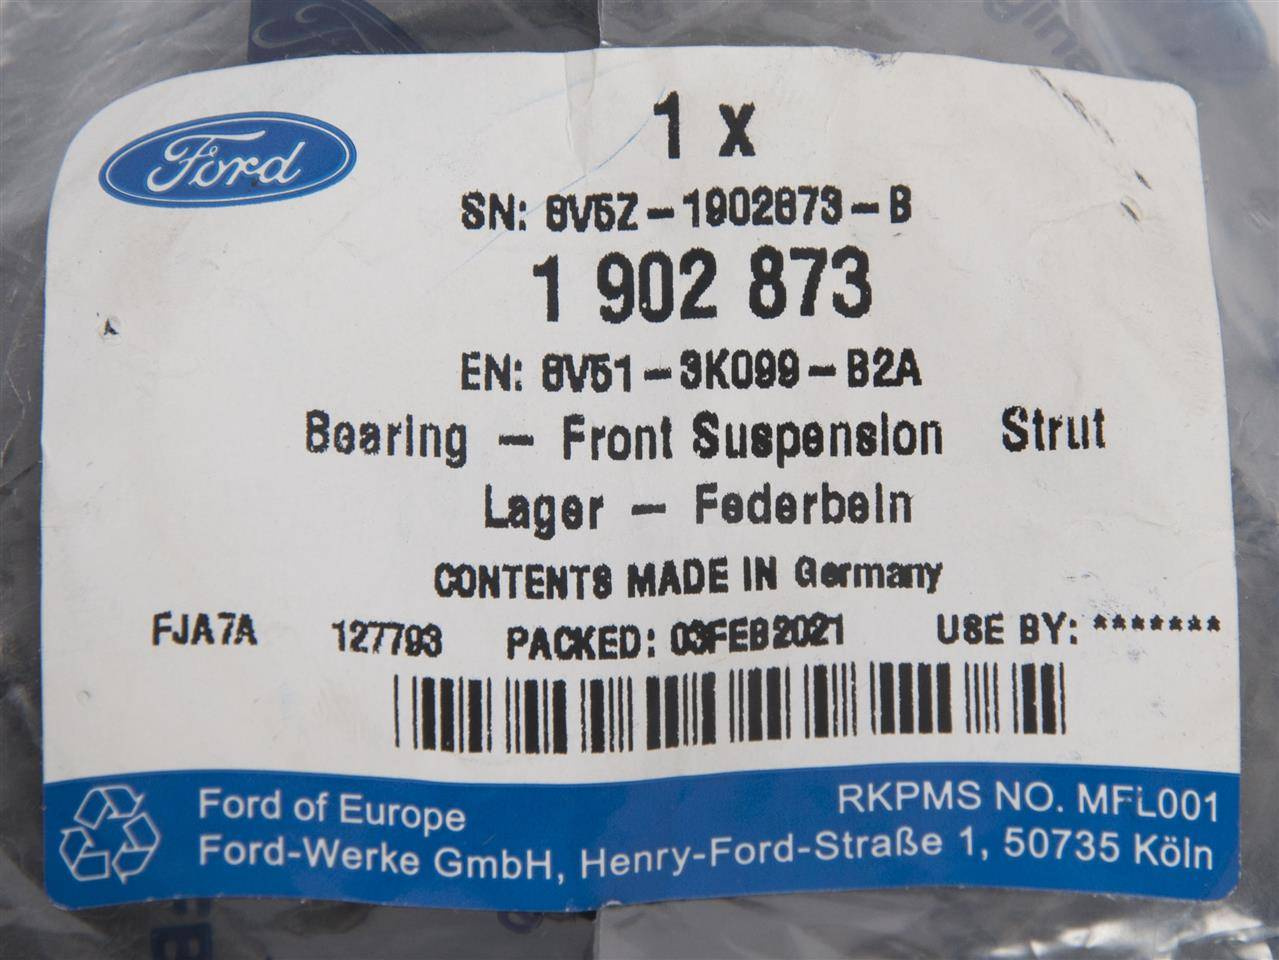 Ford
1 x
SN: 8V5Z-1902873-B
1 902 873
EN: 8V51-3K099-B2A
Bearing - Front Suspension Strut
Lager - Federbein
CONTENTS MADE IN Germany
FJA7A 127793 PACKED: 03FEB2021 USE BY: *******
Ford of Europe RKPMS NO. MFL001
Ford-Werke GmbH, Henry-Ford-Straße 1, 50735 Köln